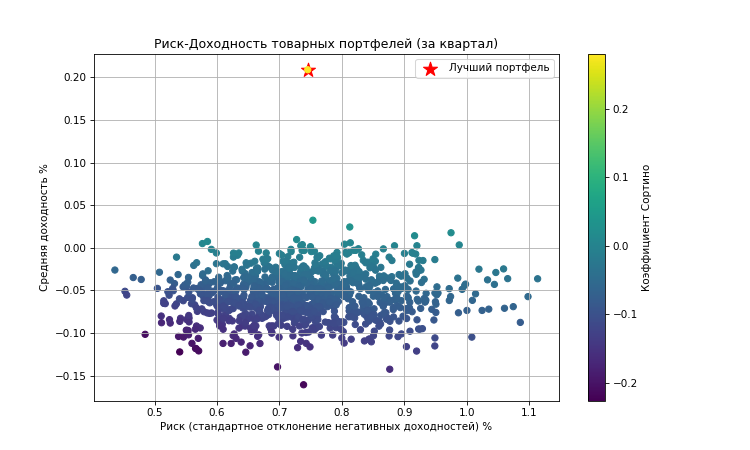 Риск-Доходность товарных портфелей (за квартал)
Лучший портфель
Средняя доходность %
0.20
0.15
0.10
0.05
0.00
−0.05
−0.10
−0.15
0.5 0.6 0.7 0.8 0.9 1.0 1.1
Риск (стандартное отклонение негативных доходностей) %
0.2
0.1
0.0
−0.1
−0.2
Коэффициент Сортино